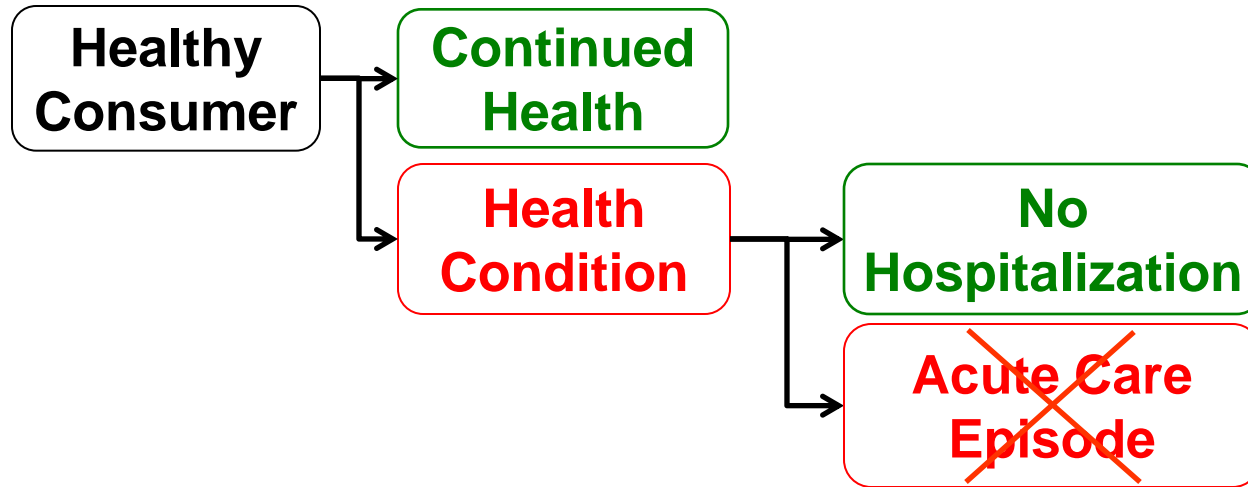 Healthy
Consumer
Continued
Health
Health
Condition
No
Hospitalization
Acute Care
Episode